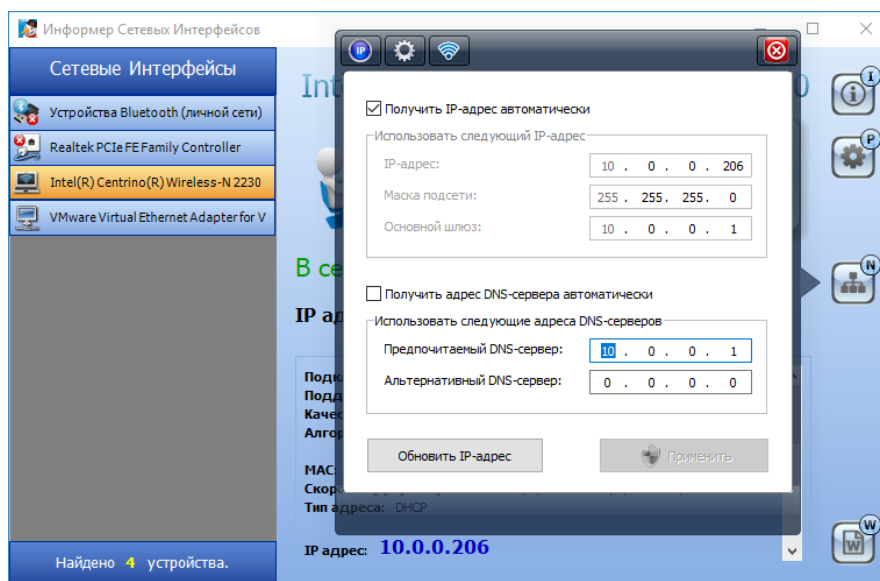 Информер Сетевых Интерфейсов
Сетевые Интерфейсы
Устройства Bluetooth (личной сети)
Realtek PCIe FE Family Controller
Intel(R) Centrino(R) Wireless-N 2230
VMware Virtual Ethernet Adapter for V
Найдено 4 устройства.
Int
0
IP
Получить IP-адрес автоматически
Использовать следующий IP-адрес
IP-адрес: 10 . 0 . 0 . 206
Маска подсети: 255 . 255 . 255 . 0
Основной шлюз: 10 . 0 . 0 . 1
Получить адрес DNS-сервера автоматически
Использовать следующие адреса DNS-серверов
Предпочитаемый DNS-сервер: 10 . 0 . 0 . 1
Альтернативный DNS-сервер: 0 . 0 . 0 . 0
Обновить IP-адрес
Применить
В се
IP ад
Подк
Подд
Качес
Алгор
MAC:
Скоро
Тип адреса: DHCP
IP адрес: 10.0.0.206
I
P
N
W
W